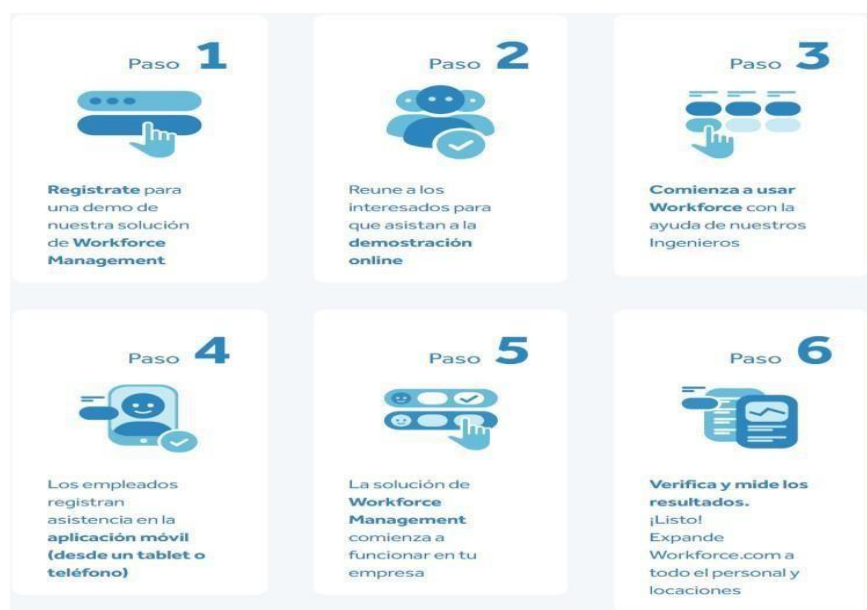 Paso 1
Registrate para
una demo de
nuestra solución
de Workforce
Management
Paso 2
Reune a los
interesados para
que asistan a la
demostración
online
Paso 3
Comienza a usar
Workforce con la
ayuda de nuestros
Ingenieros
Paso 4
Los empleados
registran
asistencia en la
aplicación móvil
(desde un tablet o
teléfono)
Paso 5
La solución de
Workforce
Management
comienza a
funcionar en tu
empresa
Paso 6
Verifica y mide los
resultados.
¡Listo!
Expande
Workforce.com a
todo el personal y
locaciones